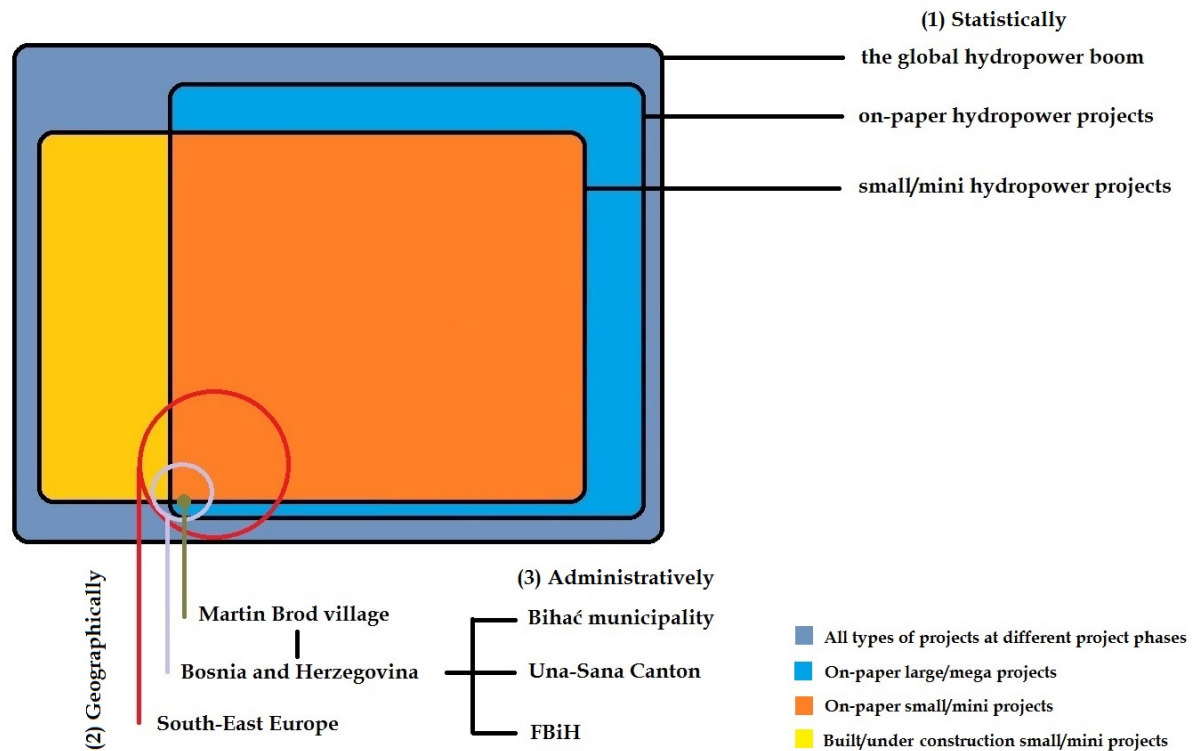 (1) Statistically
the global hydropower boom
on-paper hydropower projects
small/mini hydropower projects
(2) Geographically
Martin Brod village
Bosnia and Herzegovina
South-East Europe
(3) Administratively
Bihać municipality
Una-Sana Canton
FBiH
All types of projects at different project phases
On-paper large/mega projects
On-paper small/mini projects
Built/under construction small/mini projects